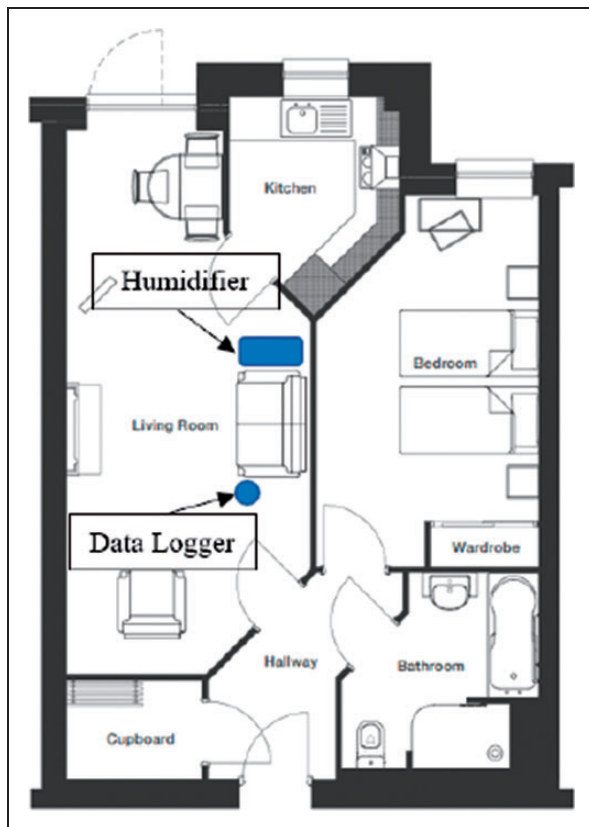 Kitchen
Humidifier
Bedroom
Living Room
Data Logger
Wardrobe
Hallway
Bathroom
Cupboard